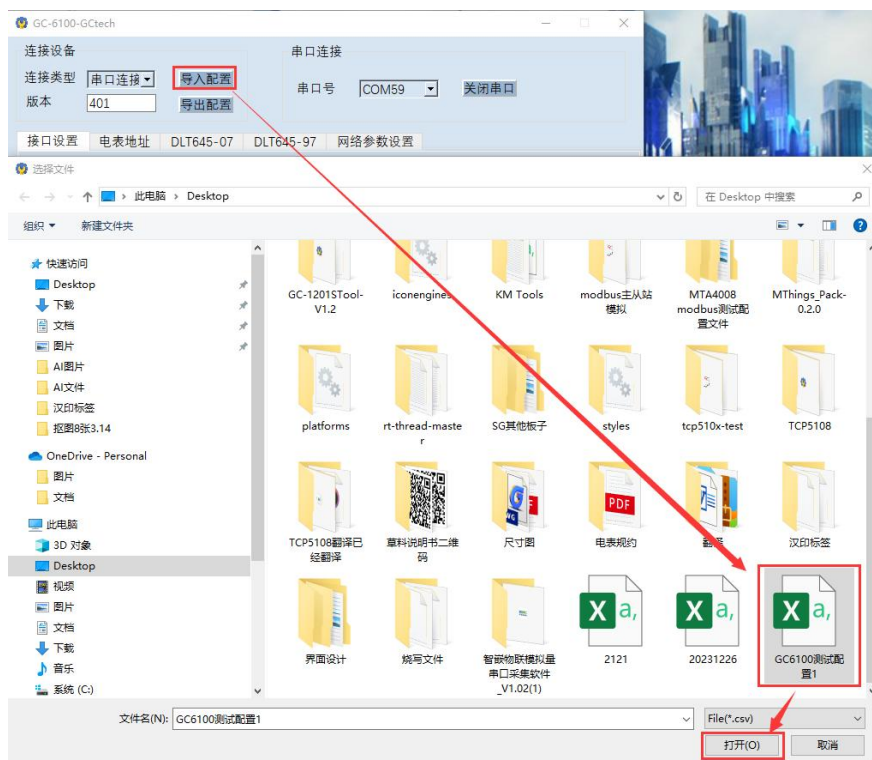 GC-6100-GCtech
连接设备
串口连接
连接类型 串口连接 导入配置
串口号 COM59 关闭串口
版本 401 导出配置
接口设置 电表地址 DLT645-07 DLT645-97 网络参数设置
选择文件
此电脑 > Desktop
在 Desktop 中搜索
组织 新建文件夹
快速访问
Desktop
下载
文档
图片
AI图片
AI文件
汉印标签
抠图8张3.14
OneDrive - Personal
图片
文档
此电脑
3D 对象
Desktop
视频
图片
文档
下载
音乐
系统 (C:)
GC-1201STool-
V1.2
iconengines
KM Tools
modbus主从站
模拟
MTA4008
modbus测试配
置文件
MThings_Pack-
0.2.0
platforms
rt-thread-maste
r
SG其他板子
styles
tcp510x-test
TCP5108
TCP5108翻译已
经翻译
草料说明书二维
码
尺寸图
PDF
电表规约
翻译
汉印标签
界面设计
烧写文件
智嵌物联模拟量
串口采集软件
_V1.02(1)
X a,
2121
X a,
20231226
X a,
GC6100测试配
置1
文件名(N): GC6100测试配置1 File(*.csv)
打开(O) 取消